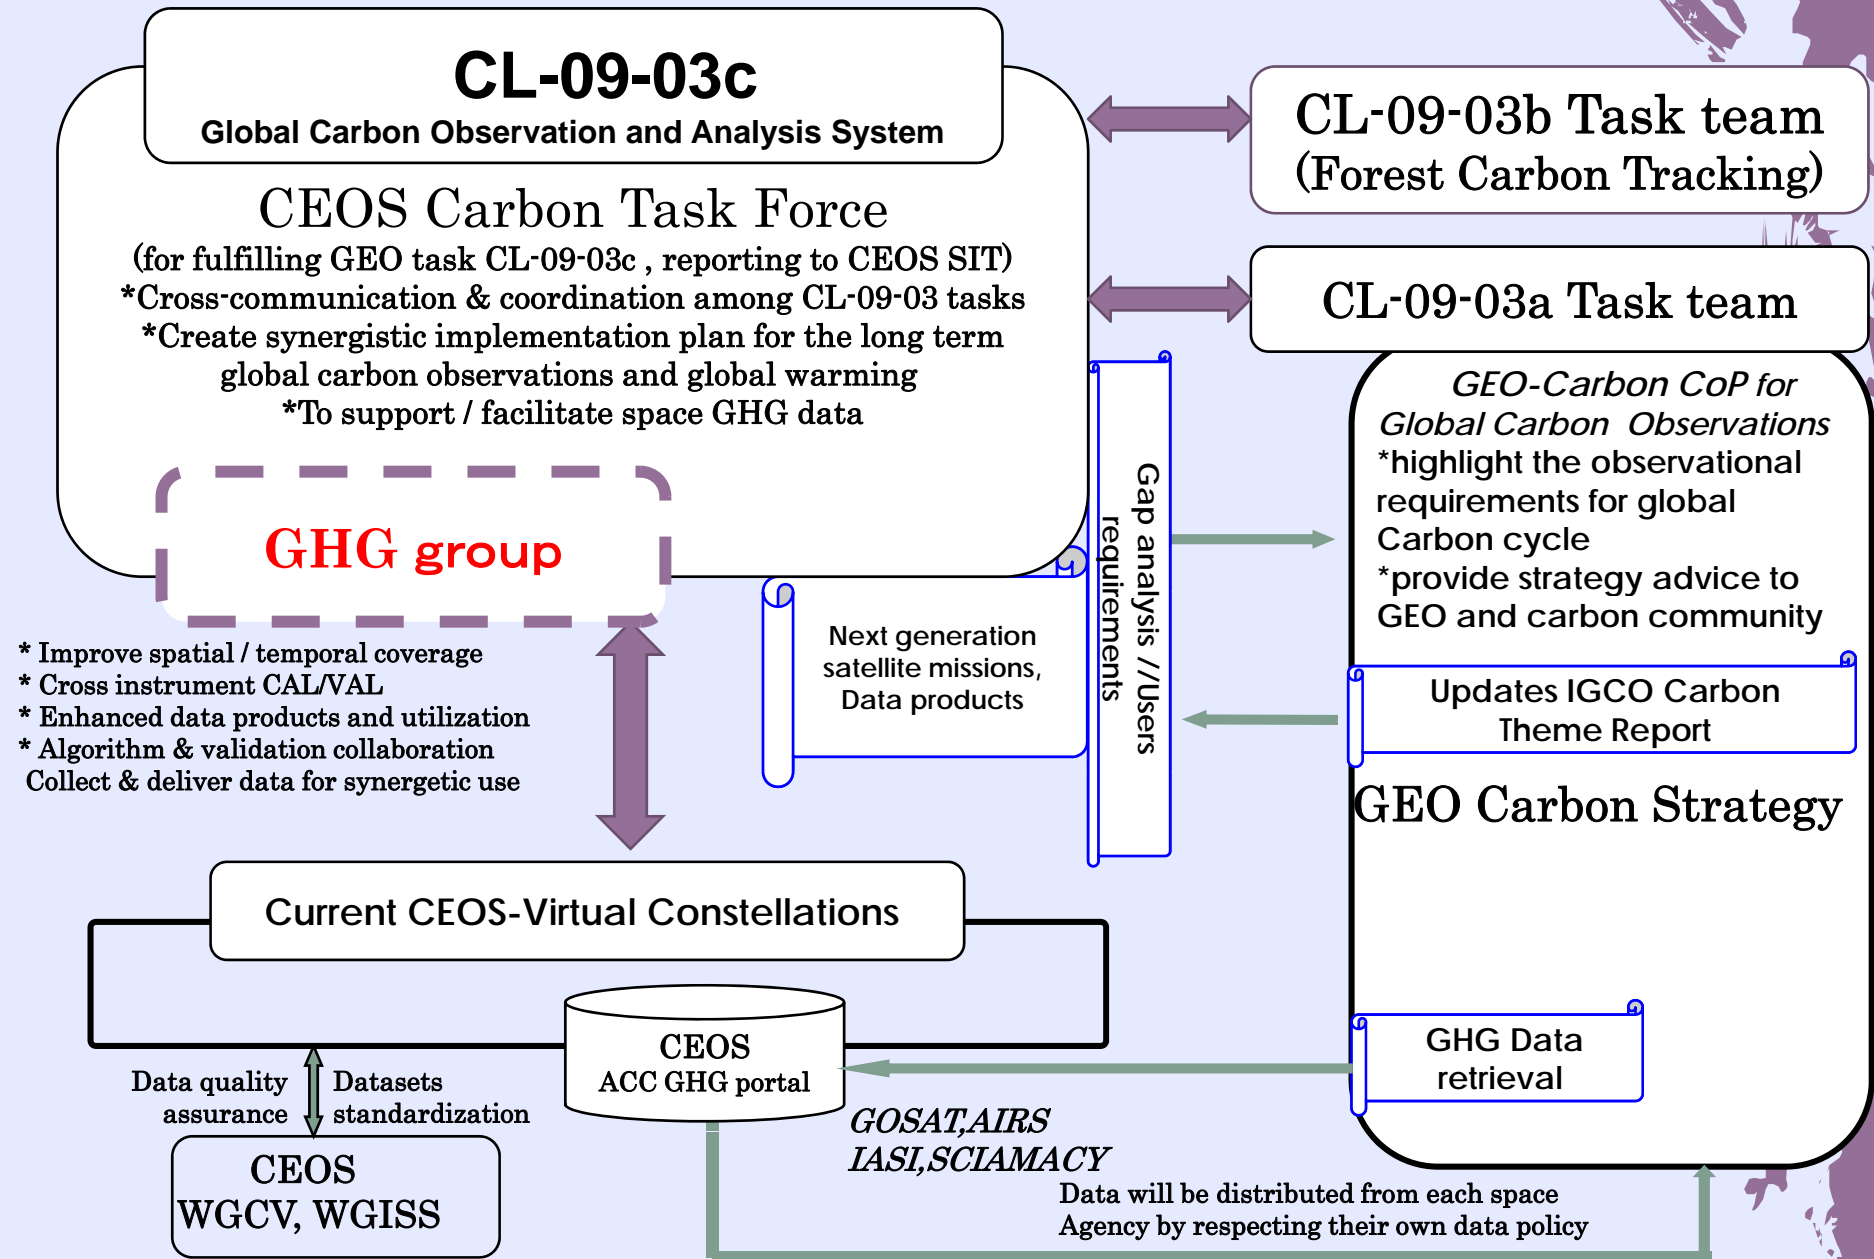 CL-09-03c
Global Carbon Observation and Analysis System
CEOS Carbon Task Force
(for fulfilling GEO task CL-09-03c , reporting to CEOS SIT)
*Cross-communication & coordination among CL-09-03 tasks
*Create synergistic implementation plan for the long term
global carbon observations and global warming
*To support / facilitate space GHG data
GHG group
CL-09-03b Task team
(Forest Carbon Tracking)
CL-09-03a Task team
GEO-Carbon CoP for
Global Carbon Observations
*highlight the observational
requirements for global
Carbon cycle
*provide strategy advice to
GEO and carbon community
Updates IGCO Carbon
Theme Report
GEO Carbon Strategy
GHG Data
retrieval
Gap analysis //Users
requirements
Next generation
satellite missions,
Data products
* Improve spatial / temporal coverage
* Cross instrument CAL/VAL
* Enhanced data products and utilization
* Algorithm & validation collaboration
Collect & deliver data for synergetic use
Current CEOS-Virtual Constellations
CEOS
ACC GHG portal
Data quality
assurance
Datasets
standardization
CEOS
WGCV, WGISS
GOSAT,AIRS
IASI,SCIAMACY
Data will be distributed from each space
Agency by respecting their own data policy